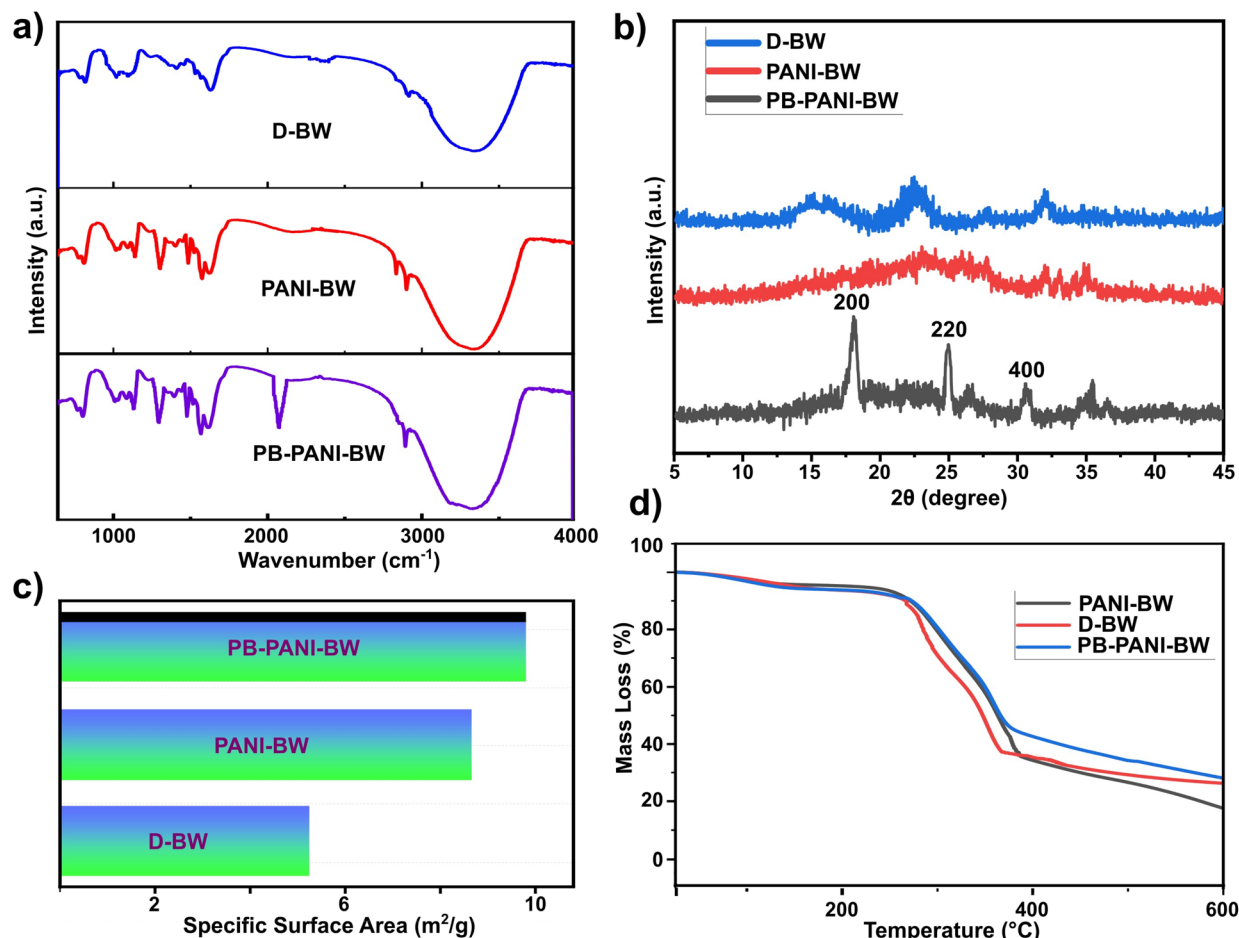 a)
D-BW
PANI-BW
PB-PANI-BW
Intensity (a.u.)
1000 2000 3000 4000
Wavenumber (cm⁻¹)
b)
D-BW
PANI-BW
PB-PANI-BW
200
220
400
Intensity (a.u.)
5 10 15 20 25 30 35 40 45
2θ (degree)
c)
PB-PANI-BW
PANI-BW
D-BW
2 6 10
Specific Surface Area (m²/g)
d)
100
80
60
40
20
0
Mass Loss (%)
PANI-BW
D-BW
PB-PANI-BW
200 400 600
Temperature (°C)